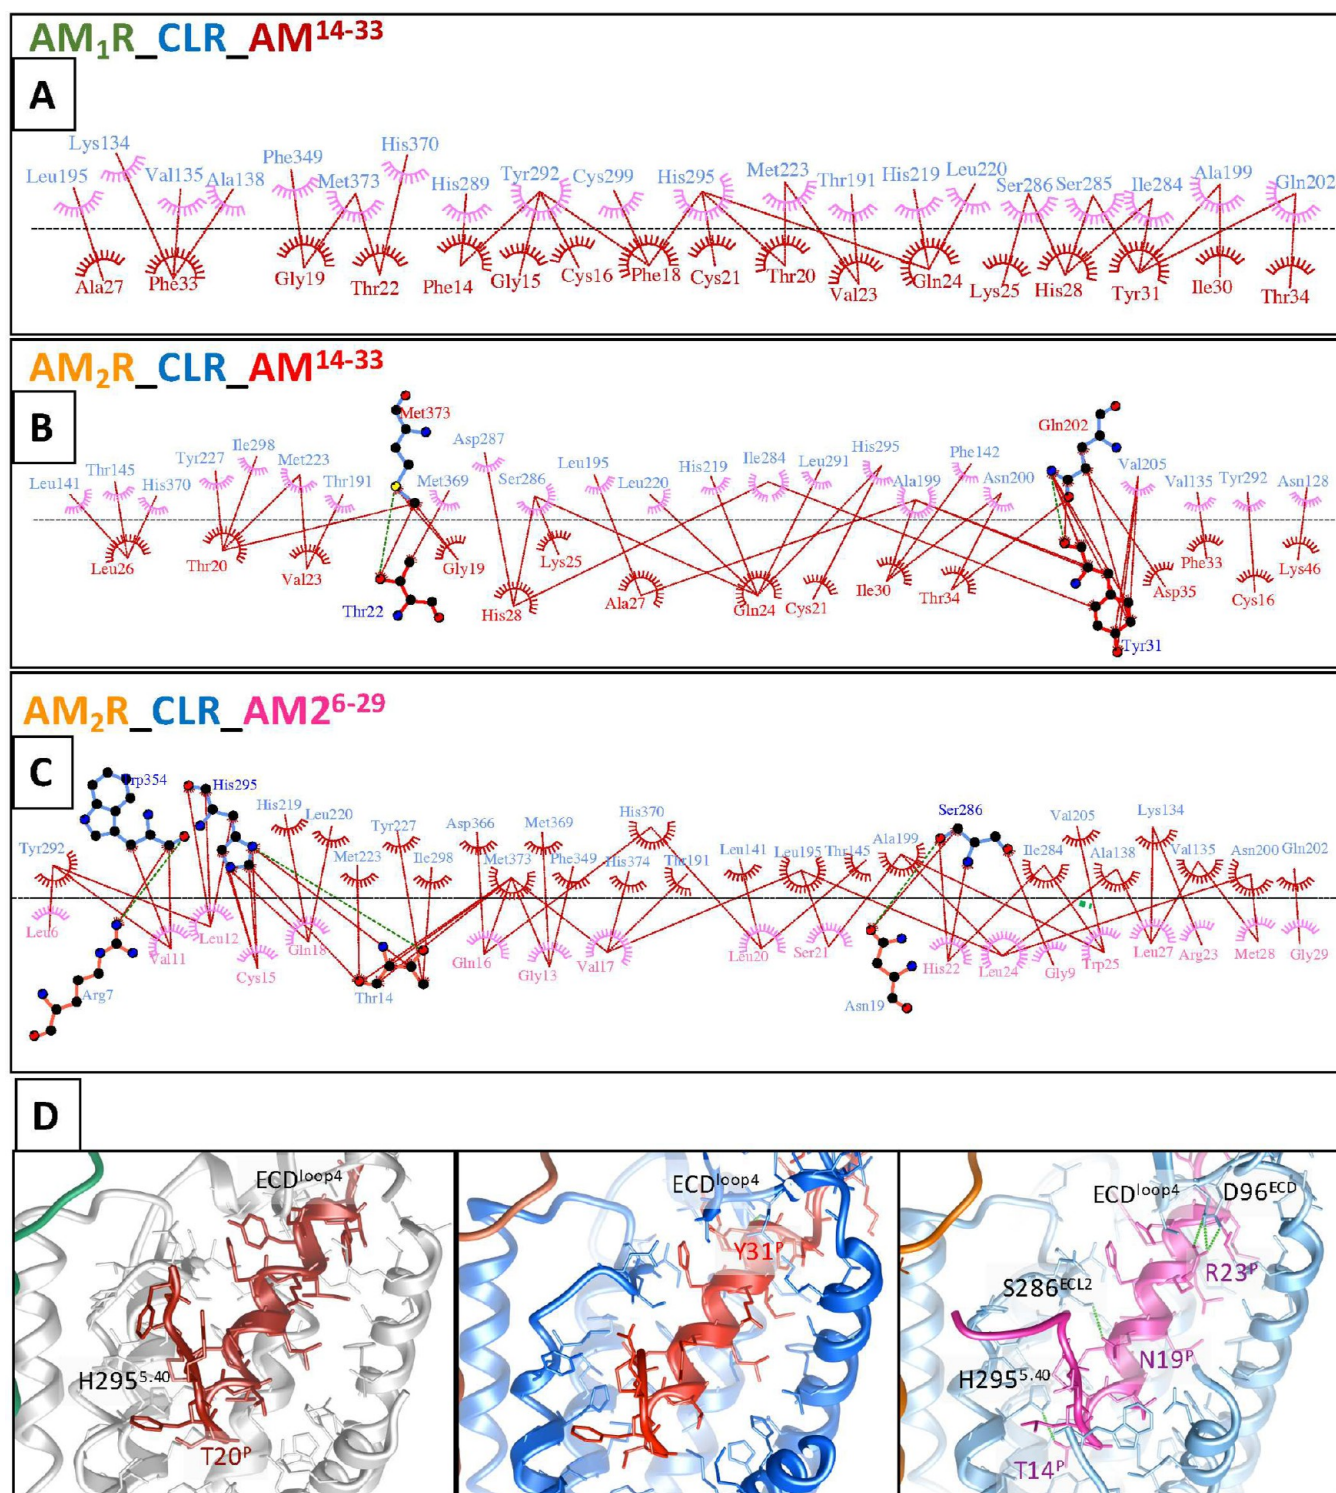 AM₁R_CLR_AM¹⁴⁻³³
A
Lys134 His370
Phe349 Tyr292 Cys299 Met223 Leu220 Ala199
Leu195 Val135 Ala138 Met373 His289 His295 Thr191 His219 Ser286 Ser285 Ile284 Gln202
Ala27 Phe33 Gly19 Thr22 Phe14 Gly15 Cys16 Phe18 Cys21 Thr20 Val23 Gln24 Lys25 His28 Tyr31 Ile30 Thr34
AM₂R_CLR_AM¹⁴⁻³³
B
Met373 Gln202
Ile298 Asp287 His295 Phe142
Thr145 Tyr227 Met223 Leu195 Ile284 Val205
Leu141 His370 Thr191 Met369 Ser286 Leu220 His219 Leu291 Ala199 Asn200 Val135 Tyr292 Asn128
Leu26 Thr20 Val23 Gly19 Lys25 Phe33 Lys46
Thr22 His28 Ala27 Gln24 Cys21 Ile30 Thr34 Asp35 Cys16
Tyr31
AM₂R_CLR_AM2⁶⁻²⁹
C
rp354 His295 Ser286
His219 Leu220 Tyr227 Asp366 Met369 His370 Val205 Lys134
Tyr292 Met223 Ile298 Met373 Phe349 His374 Thr191 Leu141 Leu195 Thr145 Ala199 Ile284 Ala138 Val135 Asn200 Gln202
Leu6 Val11 Leu12 Cys15 Gln18 Gln16 Gly13 Val17 Leu20 Ser21 His22 Leu24 Gly9 Trp25 Leu27 Arg23 Met28 Gly29
Arg7 Thr14 Asn19
D
ECDˡᵒᵒᵖ⁴
H295⁵·⁴⁰
T20ᴾ
ECDˡᵒᵒᵖ⁴
Y31ᴾ
ECDˡᵒᵒᵖ⁴ D96ᴱᶜᴰ
R23ᴾ
S286ᴱᶜᴸ²
N19ᴾ
H295⁵·⁴⁰
T14ᴾ